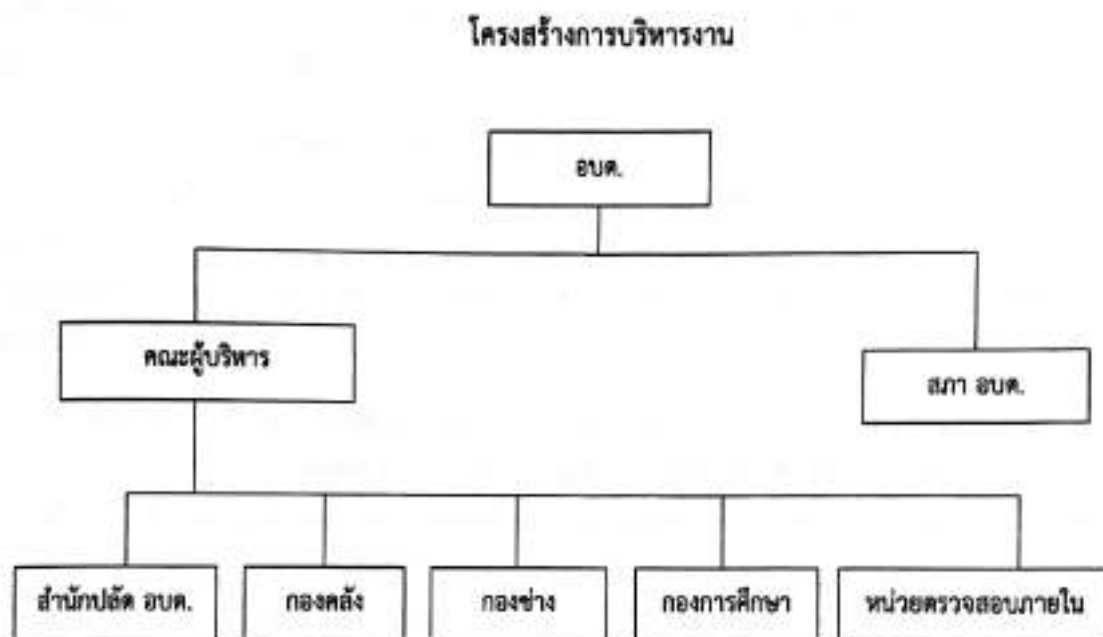 โครงสร้างการบริหารงาน
อบต.
คณะผู้บริหาร
สภา อบต.
สำนักปลัด อบต.
กองคลัง
กองช่าง
กองการศึกษา
หน่วยตรวจสอบภายใน